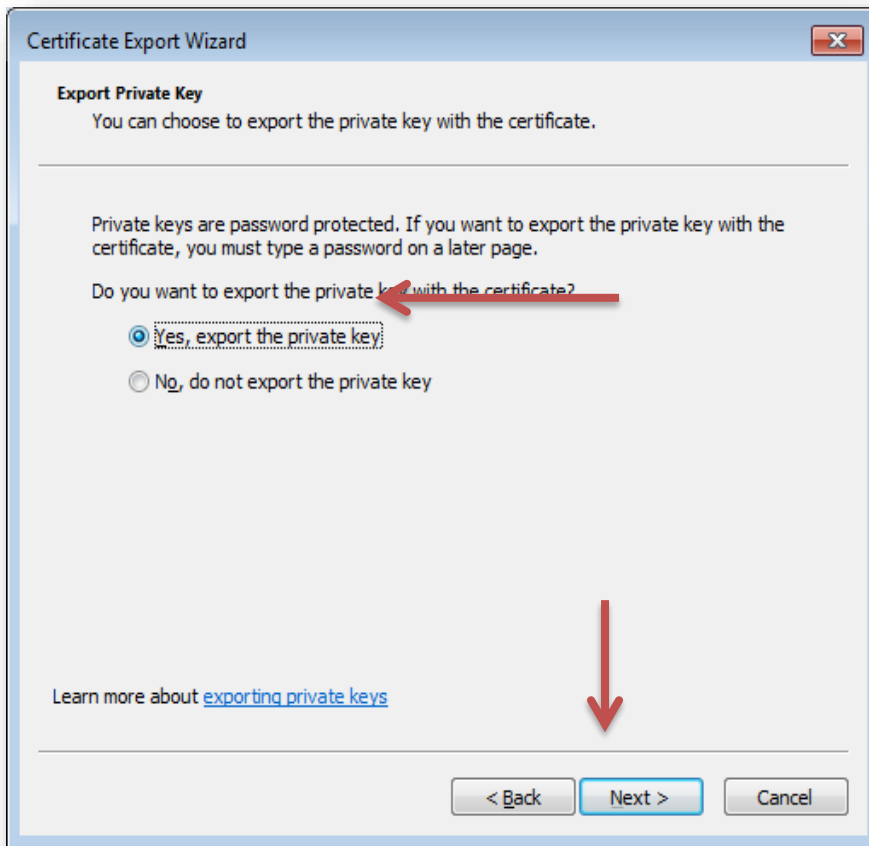 Certificate Export Wizard
Export Private Key
You can choose to export the private key with the certificate.
Private keys are password protected. If you want to export the private key with the
certificate, you must type a password on a later page.
Do you want to export the private key with the certificate?
Yes, export the private key
No, do not export the private key
Learn more about exporting private keys
< Back Next > Cancel